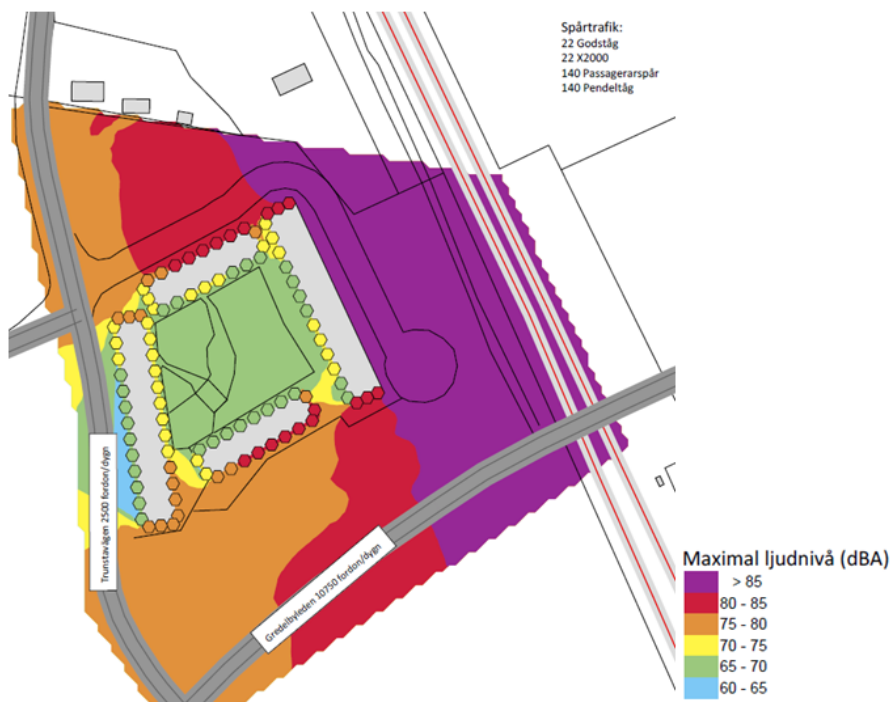 Spårtrafik:
22 Godståg
22 X2000
140 Passagerarspår
140 Pendeltåg
Trunstavägen 2500 fordon/dygn
Gredelbyleden 10750 fordon/dygn
Maximal ljudnivå (dBA)
> 85
80 - 85
75 - 80
70 - 75
65 - 70
60 - 65